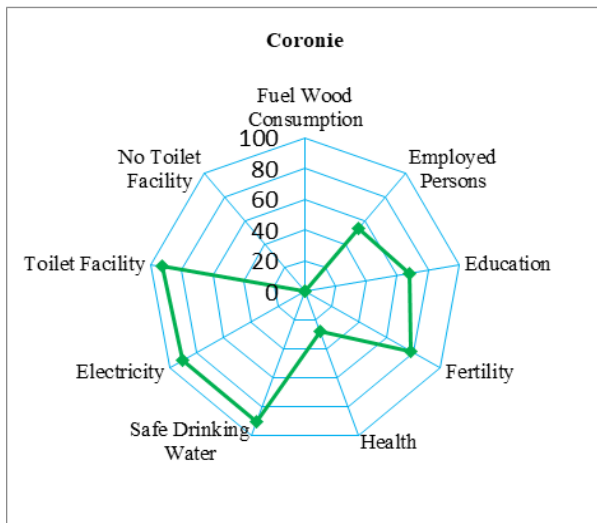 Coronie
Fuel Wood
Consumption
100
80
60
40
20
0
Employed
Persons
Education
Fertility
Health
Safe Drinking
Water
Electricity
Toilet Facility
No Toilet
Facility